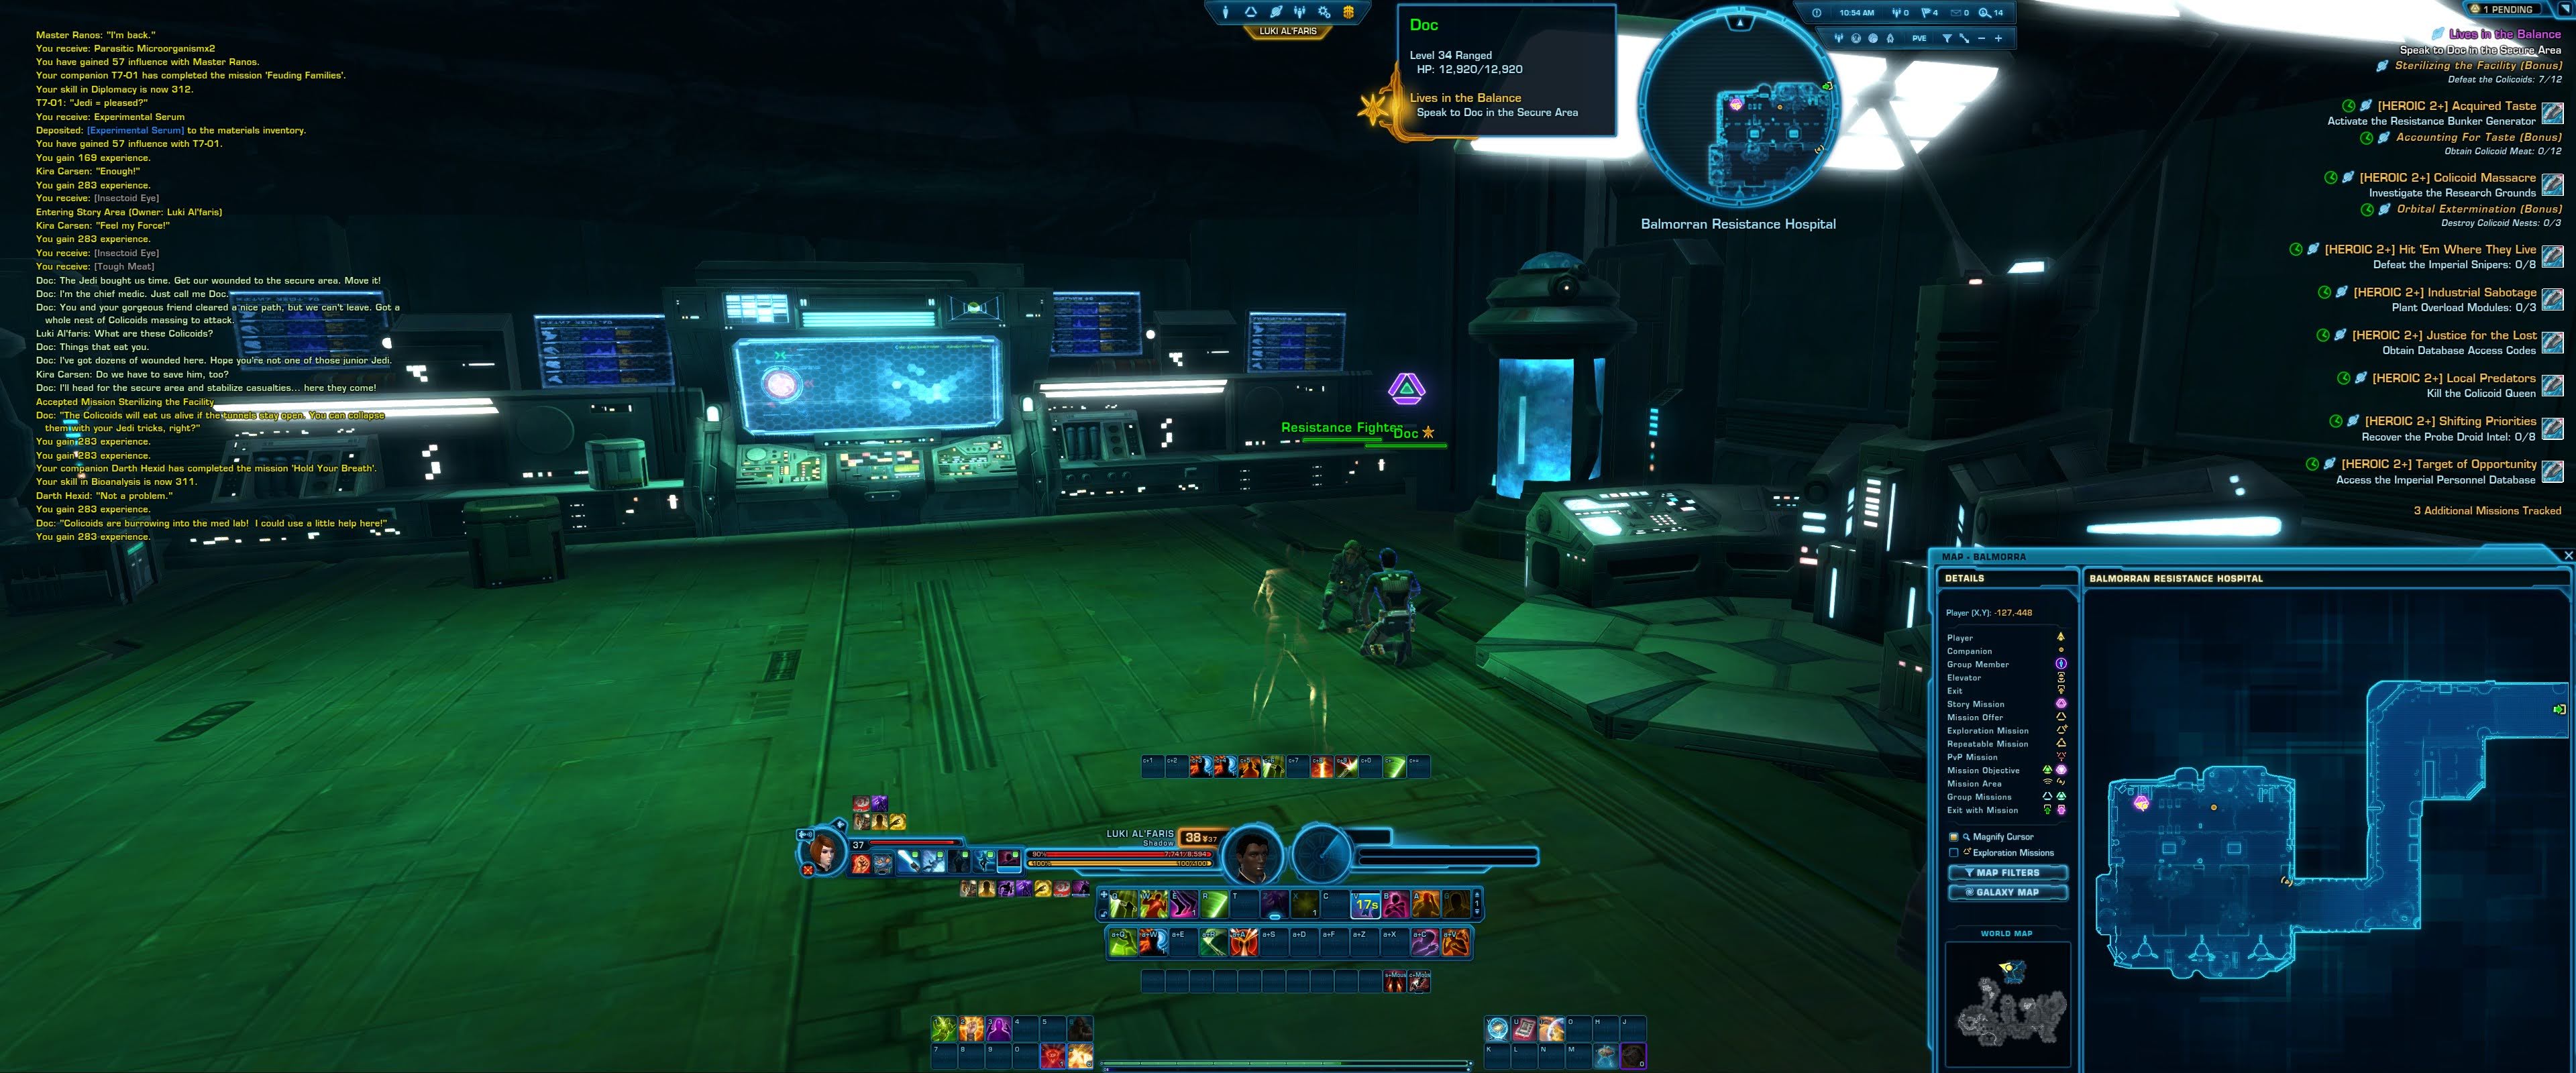 Master Ranos: "I'm back."
You receive: Parasitic Microorganismx2
You have gained 57 influence with Master Ranos.
Your companion T7-01 has completed the mission 'Feuding Families'.
Your skill in Diplomacy is now 312.
T7-01: "Jedi = pleased?"
You receive: Experimental Serum
Deposited: [Experimental Serum] to the materials inventory.
You have gained 57 influence with T7-01.
You gain 169 experience.
Kira Carsen: "Enough!"
You gain 283 experience.
You receive: [Insectoid Eye]
Entering Story Area (Owner: Luki Al'faris)
Kira Carsen: "Feel my Force!"
You gain 283 experience.
You receive: [Insectoid Eye]
You receive: [Tough Meat]
Doc: The Jedi bought us time. Get our wounded to the secure area. Move it!
Doc: I'm the chief medic. Just call me Doc.
Doc: You and your gorgeous friend cleared a nice path, but we can't leave. Got a
whole nest of Colicoids massing to attack.
Luki Al'faris: What are these Colicoids?
Doc: Things that eat you.
Doc: I've got dozens of wounded here. Hope you're not one of those junior Jedi.
Kira Carsen: Do we have to save him, too?
Doc: I'll head for the secure area and stabilize casualties... here they come!
Accepted Mission Sterilizing the Facility
Doc: "The Colicoids will eat us alive if the tunnels stay open. You can collapse
them with your Jedi tricks, right?"
You gain 283 experience.
You gain 283 experience.
Your companion Darth Hexid has completed the mission 'Hold Your Breath'.
Your skill in Bioanalysis is now 311.
Darth Hexid: "Not a problem."
You gain 283 experience.
Doc: "Colicoids are burrowing into the med lab!  I could use a little help here!"
You gain 283 experience.
LUKI AL'FARIS
Doc
Level 34 Ranged
HP: 12,920/12,920
Lives in the Balance
Speak to Doc in the Secure Area
10:54 AM
0
4
0
14
PVE
Balmorran Resistance Hospital
1 PENDING
Lives in the Balance
Speak to Doc in the Secure Area
Sterilizing the Facility (Bonus)
Defeat the Colicoids: 7/12
[HEROIC 2+] Acquired Taste
Activate the Resistance Bunker Generator
Accounting For Taste (Bonus)
Obtain Colicoid Meat: 0/12
[HEROIC 2+] Colicoid Massacre
Investigate the Research Grounds
Orbital Extermination (Bonus)
Destroy Colicoid Nests: 0/3
[HEROIC 2+] Hit 'Em Where They Live
Defeat the Imperial Snipers: 0/8
[HEROIC 2+] Industrial Sabotage
Plant Overload Modules: 0/3
[HEROIC 2+] Justice for the Lost
Obtain Database Access Codes
[HEROIC 2+] Local Predators
Kill the Colicoid Queen
[HEROIC 2+] Shifting Priorities
Recover the Probe Droid Intel: 0/8
[HEROIC 2+] Target of Opportunity
Access the Imperial Personnel Database
3 Additional Missions Tracked
Resistance Fighter
Doc
MAP - BALMORRA
DETAILS
BALMORRAN RESISTANCE HOSPITAL
Player (X,Y): -127,-448
Player
Companion
Group Member
Elevator
Exit
Story Mission
Mission Offer
Exploration Mission
Repeatable Mission
PvP Mission
Mission Objective
Mission Area
Group Missions
Exit with Mission
Magnify Cursor
Exploration Missions
MAP FILTERS
GALAXY MAP
WORLD MAP
37
LUKI AL'FARIS
Shadow
38
37
90%
7,741/8,594
100%
100/100
17s